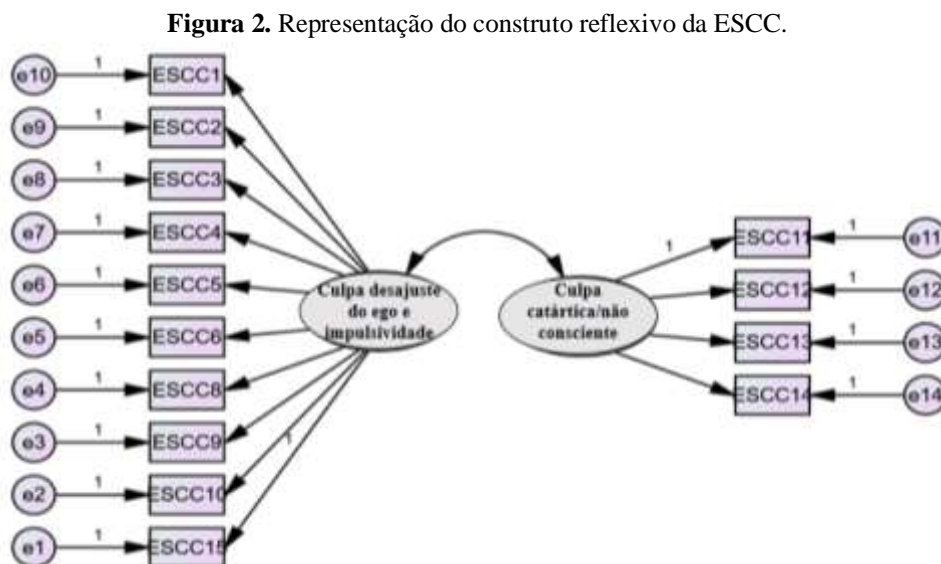 Figura 2. Representação do construto reflexivo da ESCC.
e10 1 ESCC1
e9 1 ESCC2
e8 1 ESCC3
e7 1 ESCC4
e6 1 ESCC5
e5 1 ESCC6
e4 1 ESCC8
e3 1 ESCC9
e2 1 ESCC10
e1 1 ESCC15
1
Culpa desajuste
do ego e
impulsividade
Culpa
catártica/não
consciente
1
ESCC11 1 e11
ESCC12 1 e12
ESCC13 1 e13
ESCC14 1 e14